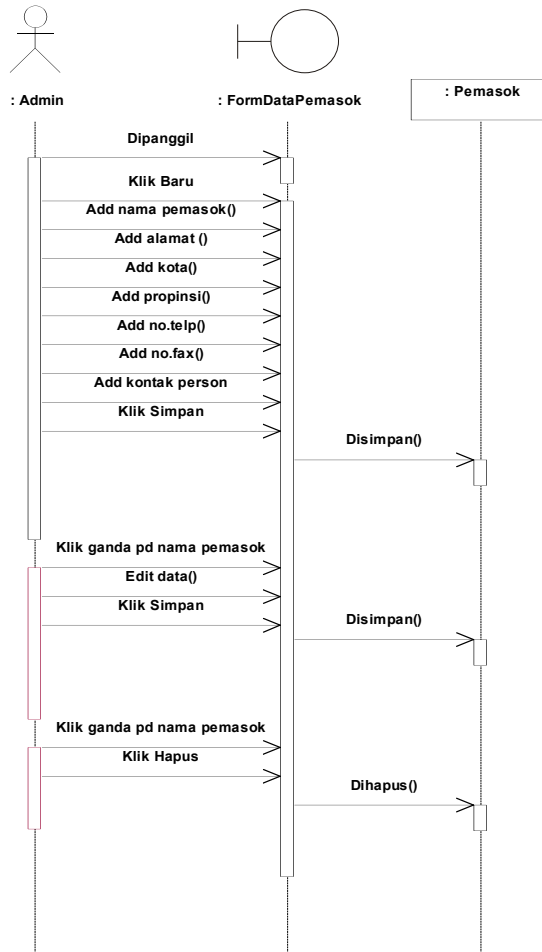 : Admin
: FormDataPemasok
: Pemasok
Dipanggil
Klik Baru
Add nama pemasok()
Add alamat ()
Add kota()
Add propinsi()
Add no.telp()
Add no.fax()
Add kontak person
Klik Simpan
Disimpan()
Klik ganda pd nama pemasok
Edit data()
Klik Simpan
Disimpan()
Klik ganda pd nama pemasok
Klik Hapus
Dihapus()